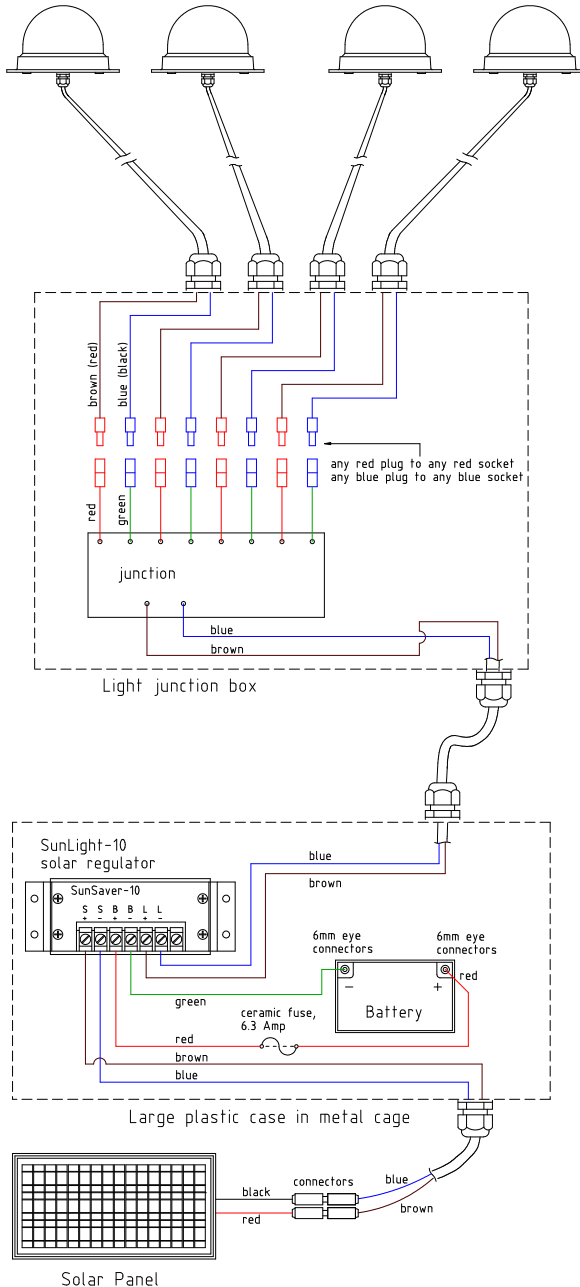 brown (red)
blue (black)
any red plug to any red socket
any blue plug to any blue socket
red
green
junction
blue
brown
Light junction box
SunLight-10
solar regulator
SunSaver-10
S S B B L L
+ − + − + −
blue
brown
6mm eye
connectors
6mm eye
connectors
red
− +
Battery
green
ceramic fuse,
6.3 Amp
red
brown
blue
Large plastic case in metal cage
connectors
black
red
blue
brown
Solar Panel